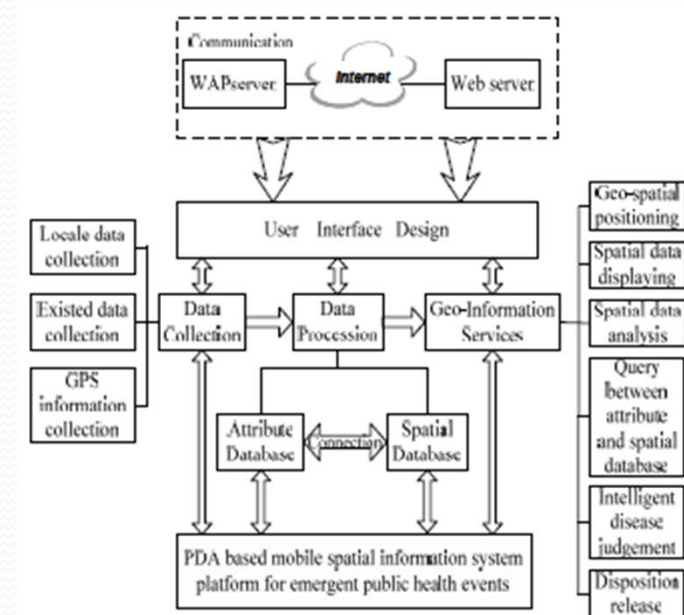 Communication
WAPserver
Internet
Web server
User Interface Design
Locale data
collection
Existed data
collection
GPS
information
collection
Data
Collection
Data
Procession
Geo-Information
Services
Geo-spatial
positioning
Spatial data
displaying
Spatial data
analysis
Query
between
attribute
and spatial
database
Intelligent
disease
judgement
Disposition
release
Attribute
Database
Connection
Spatial
Database
PDA based mobile spatial information system
platform for emergent public health events